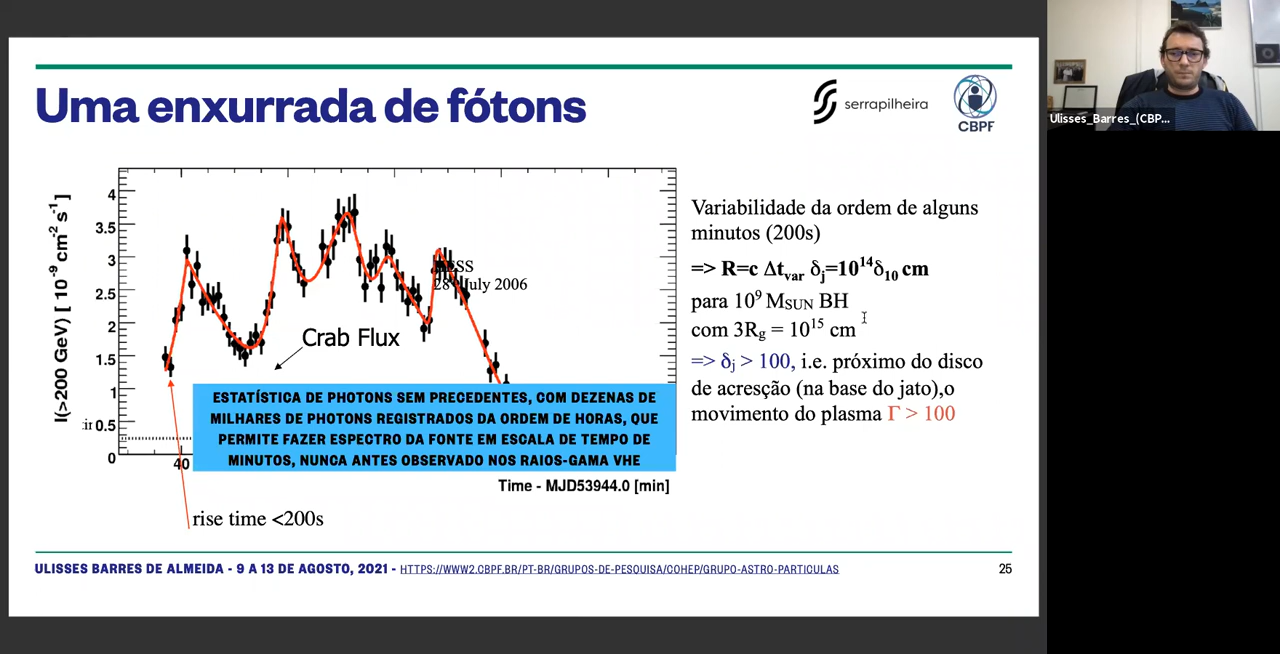 Uma enxurrada de fótons
serrapilheira
CBPF
Ulisses_Barres_(CBP...
I(>200 GeV) [ 10⁻⁹ cm⁻² s⁻¹ ]
4
3.5
3
2.5
2
1.5
1
0.5
0
40
28 July 2006
Crab Flux
ESTATÍSTICA DE PHOTONS SEM PRECEDENTES, COM DEZENAS DE
MILHARES DE PHOTONS REGISTRADOS DA ORDEM DE HORAS, QUE
PERMITE FAZER ESPECTRO DA FONTE EM ESCALA DE TEMPO DE
MINUTOS, NUNCA ANTES OBSERVADO NOS RAIOS-GAMA VHE
Time - MJD53944.0 [min]
rise time <200s
Variabilidade da ordem de alguns
minutos (200s)
=> R=c Δt_var δ_j=10¹⁴δ₁₀ cm
para 10⁹ M_SUN BH
com 3R_g = 10¹⁵ cm
=> δ_j > 100, i.e. próximo do disco
de acresção (na base do jato),o
movimento do plasma Γ > 100
ULISSES BARRES DE ALMEIDA - 9 A 13 DE AGOSTO, 2021 - HTTPS://WWW2.CBPF.BR/PT-BR/GRUPOS-DE-PESQUISA/COHEP/GRUPO-ASTRO-PARTICULAS
25